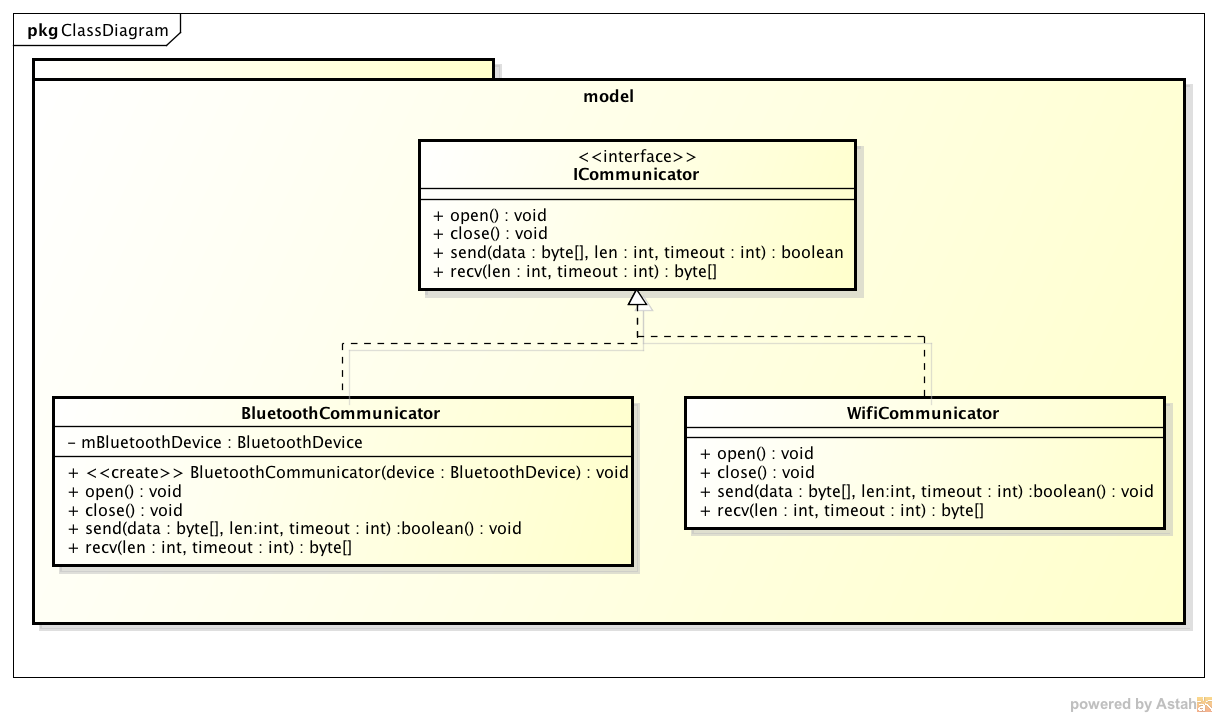 pkg ClassDiagram
model
<<interface>>
ICommunicator
+ open() : void
+ close() : void
+ send(data : byte[], len : int, timeout : int) : boolean
+ recv(len : int, timeout : int) : byte[]
BluetoothCommunicator
- mBluetoothDevice : BluetoothDevice
+ <<create>> BluetoothCommunicator(device : BluetoothDevice) : void
+ open() : void
+ close() : void
+ send(data : byte[], len:int, timeout : int) :boolean() : void
+ recv(len : int, timeout : int) : byte[]
WifiCommunicator
+ open() : void
+ close() : void
+ send(data : byte[], len:int, timeout : int) :boolean() : void
+ recv(len : int, timeout : int) : byte[]
powered by Astah